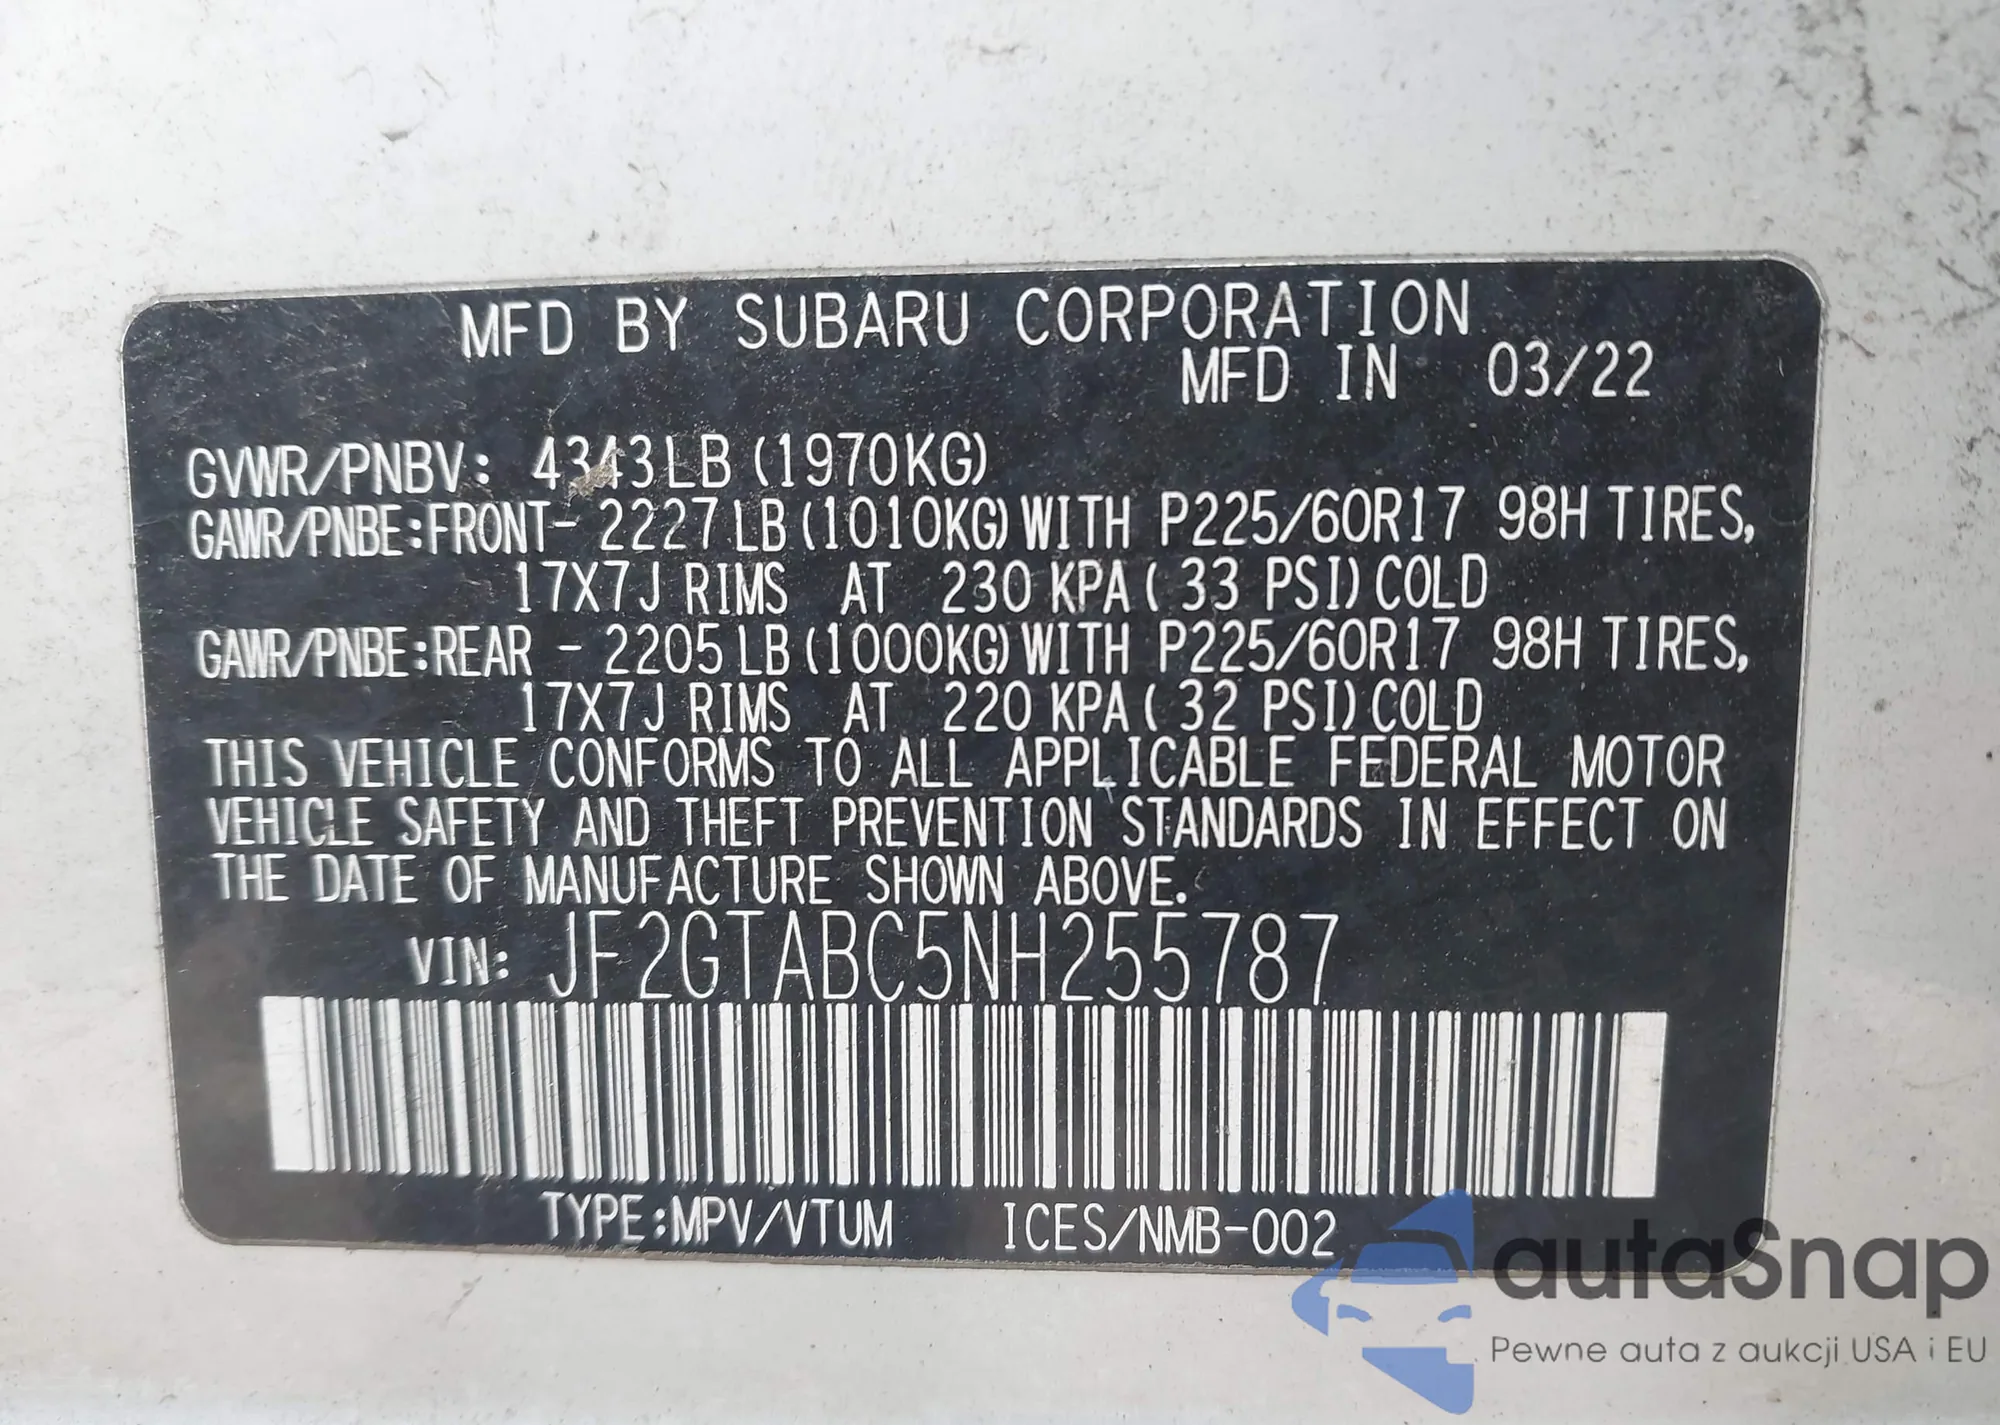 MFD BY SUBARU CORPORATION
MFD IN 03/22
GVWR/PNBV: 4343LB (1970KG)
GAWR/PNBE:FRONT- 2227LB (1010KG) WITH P225/60R17 98H TIRES,
17X7J RIMS AT 230 KPA ( 33 PSI) COLD
GAWR/PNBE:REAR - 2205LB (1000KG) WITH P225/60R17 98H TIRES,
17X7J RIMS AT 220 KPA ( 32 PSI) COLD
THIS VEHICLE CONFORMS TO ALL APPLICABLE FEDERAL MOTOR
VEHICLE SAFETY AND THEFT PREVENTION STANDARDS IN EFFECT ON
THE DATE OF MANUFACTURE SHOWN ABOVE.
VIN: JF2GTABC5NH255787
TYPE:MPV/VTUM ICES/NMB-002
autaSnap
Pewne auta z aukcji USA i EU